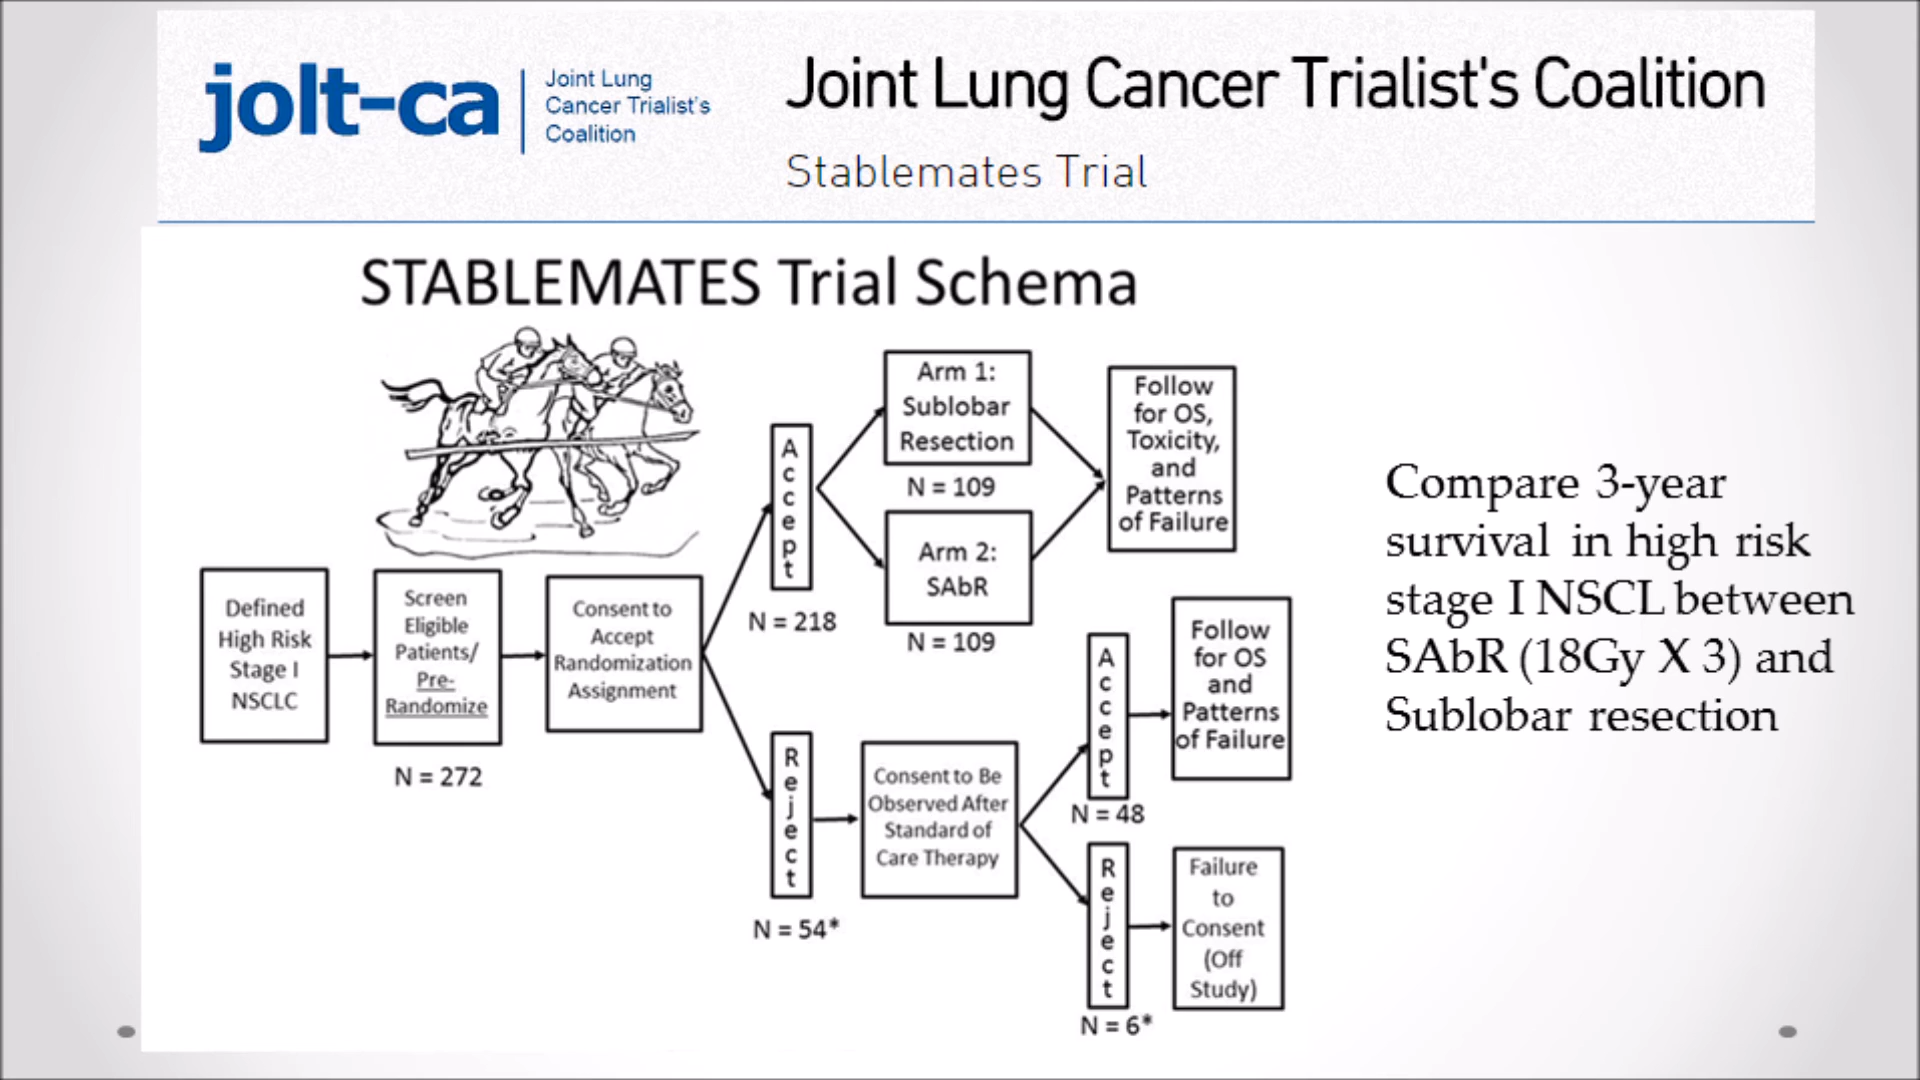 jolt-ca
Joint Lung
Cancer Trialist's
Coalition
Joint Lung Cancer Trialist's Coalition
Stablemates Trial
STABLEMATES Trial Schema
Defined
High Risk
Stage I
NSCLC
Screen
Eligible
Patients/
Pre-
Randomize
N = 272
Consent to
Accept
Randomization
Assignment
Accept
N = 218
Arm 1:
Sublobar
Resection
N = 109
Arm 2:
SAbR
N = 109
Follow
for OS,
Toxicity,
and
Patterns
of Failure
Reject
N = 54*
Consent to Be
Observed After
Standard of
Care Therapy
Accept
N = 48
Follow
for OS
and
Patterns
of Failure
Reject
N = 6*
Failure
to
Consent
(Off
Study)
Compare 3-year
survival in high risk
stage I NSCL between
SAbR (18Gy X 3) and
Sublobar resection